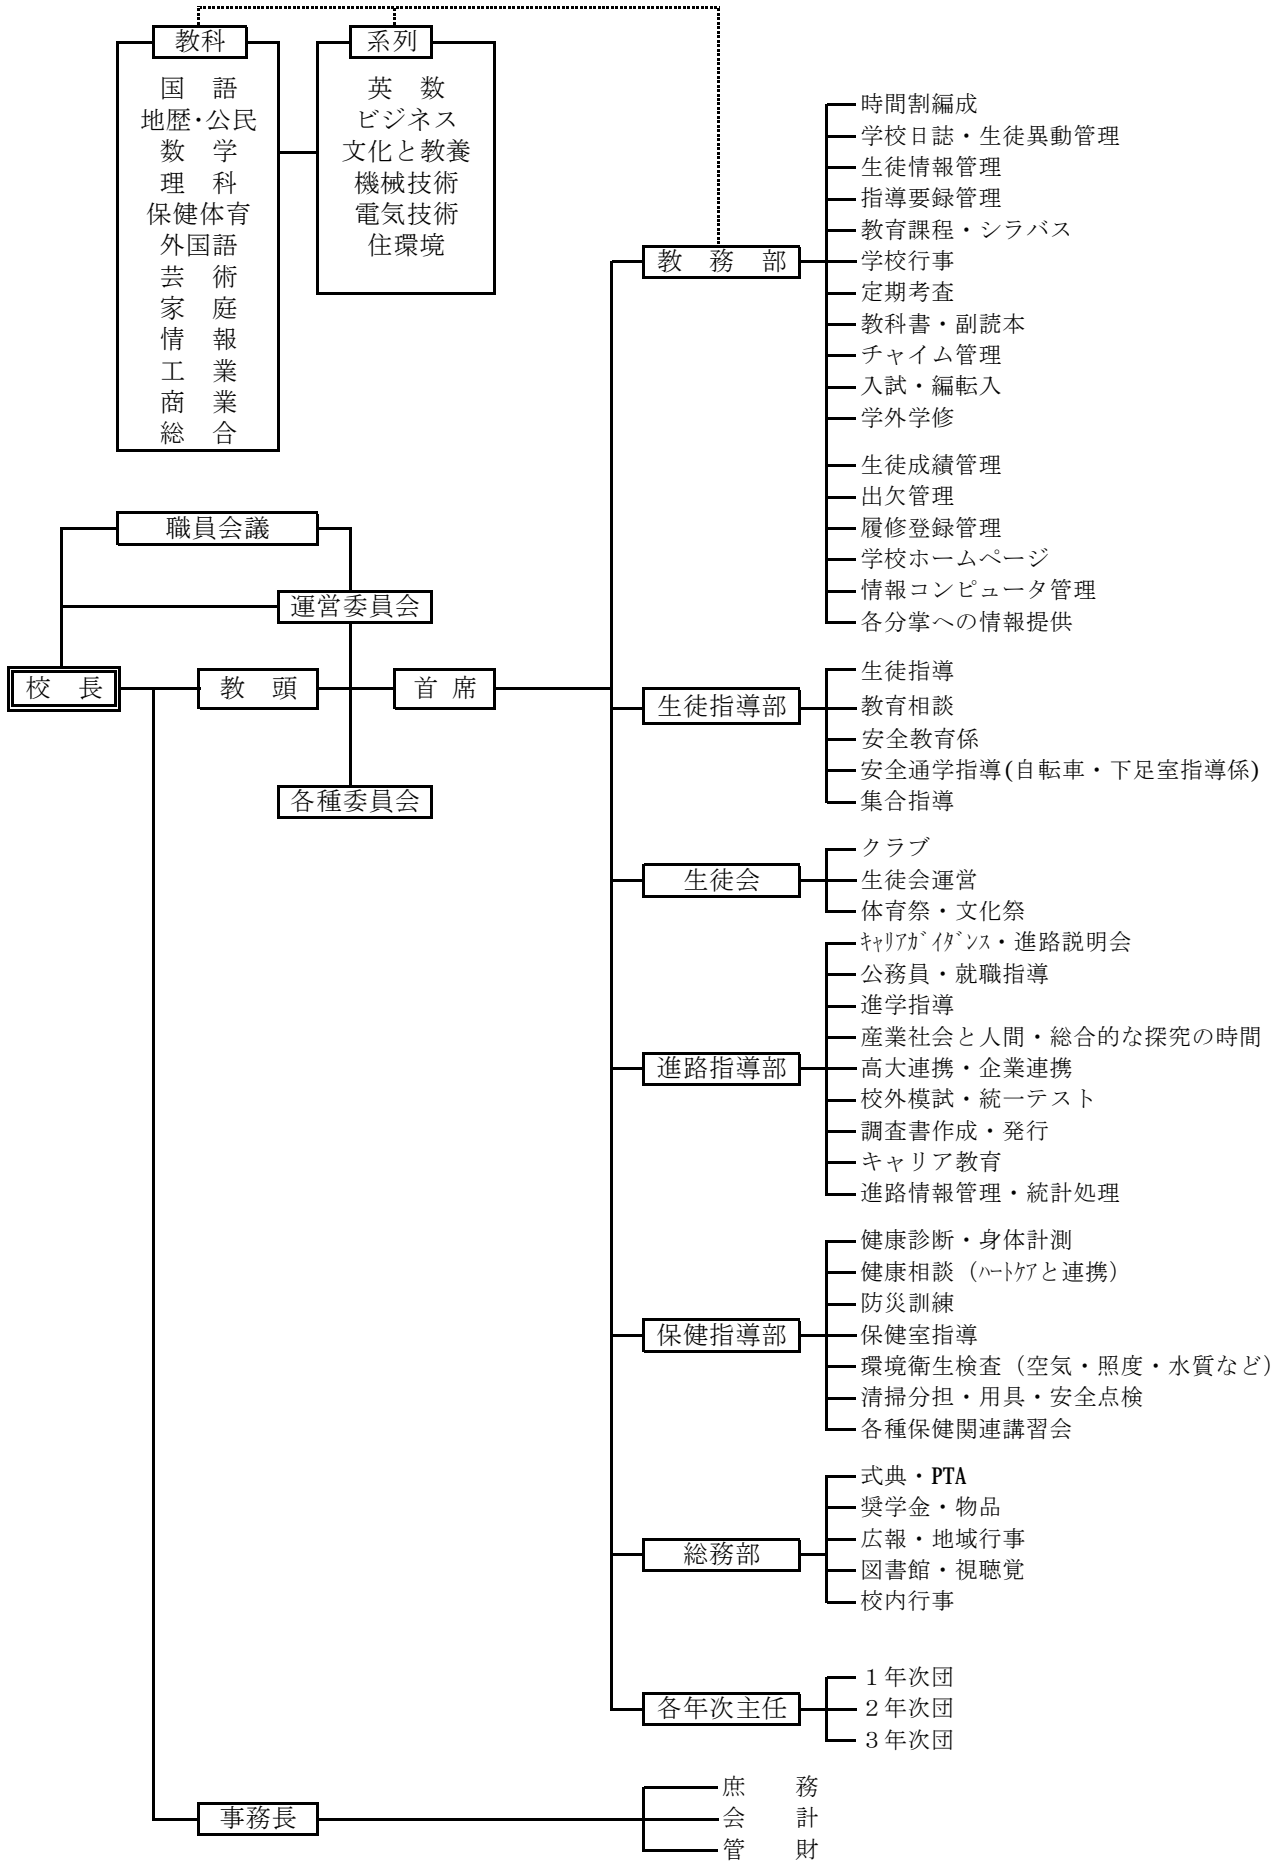 教科
国　語
地歴・公民
数　学
理　科
保健体育
外国語
芸　術
家　庭
情　報
工　業
商　業
総　合
系列
英　数
ビジネス
文化と教養
機械技術
電気技術
住環境
職員会議
運営委員会
校　長
教　頭
首 席
各種委員会
教　務　部
時間割編成
学校日誌・生徒異動管理
生徒情報管理
指導要録管理
教育課程・シラバス
学校行事
定期考査
教科書・副読本
チャイム管理
入試・編転入
学外学修
生徒成績管理
出欠管理
履修登録管理
学校ホームページ
情報コンピュータ管理
各分掌への情報提供
生徒指導部
生徒指導
教育相談
安全教育係
安全通学指導(自転車・下足室指導係)
集合指導
生徒会
クラブ
生徒会運営
体育祭・文化祭
進路指導部
ｷｬﾘｱｶﾞｲﾀﾞﾝｽ・進路説明会
公務員・就職指導
進学指導
産業社会と人間・総合的な探究の時間
高大連携・企業連携
校外模試・統一テスト
調査書作成・発行
キャリア教育
進路情報管理・統計処理
保健指導部
健康診断・身体計測
健康相談（ﾊｰﾄｹｱと連携）
防災訓練
保健室指導
環境衛生検査（空気・照度・水質など）
清掃分担・用具・安全点検
各種保健関連講習会
総務部
式典・PTA
奨学金・物品
広報・地域行事
図書館・視聴覚
校内行事
各年次主任
１年次団
２年次団
３年次団
事務長
庶　務
会　計
管　財